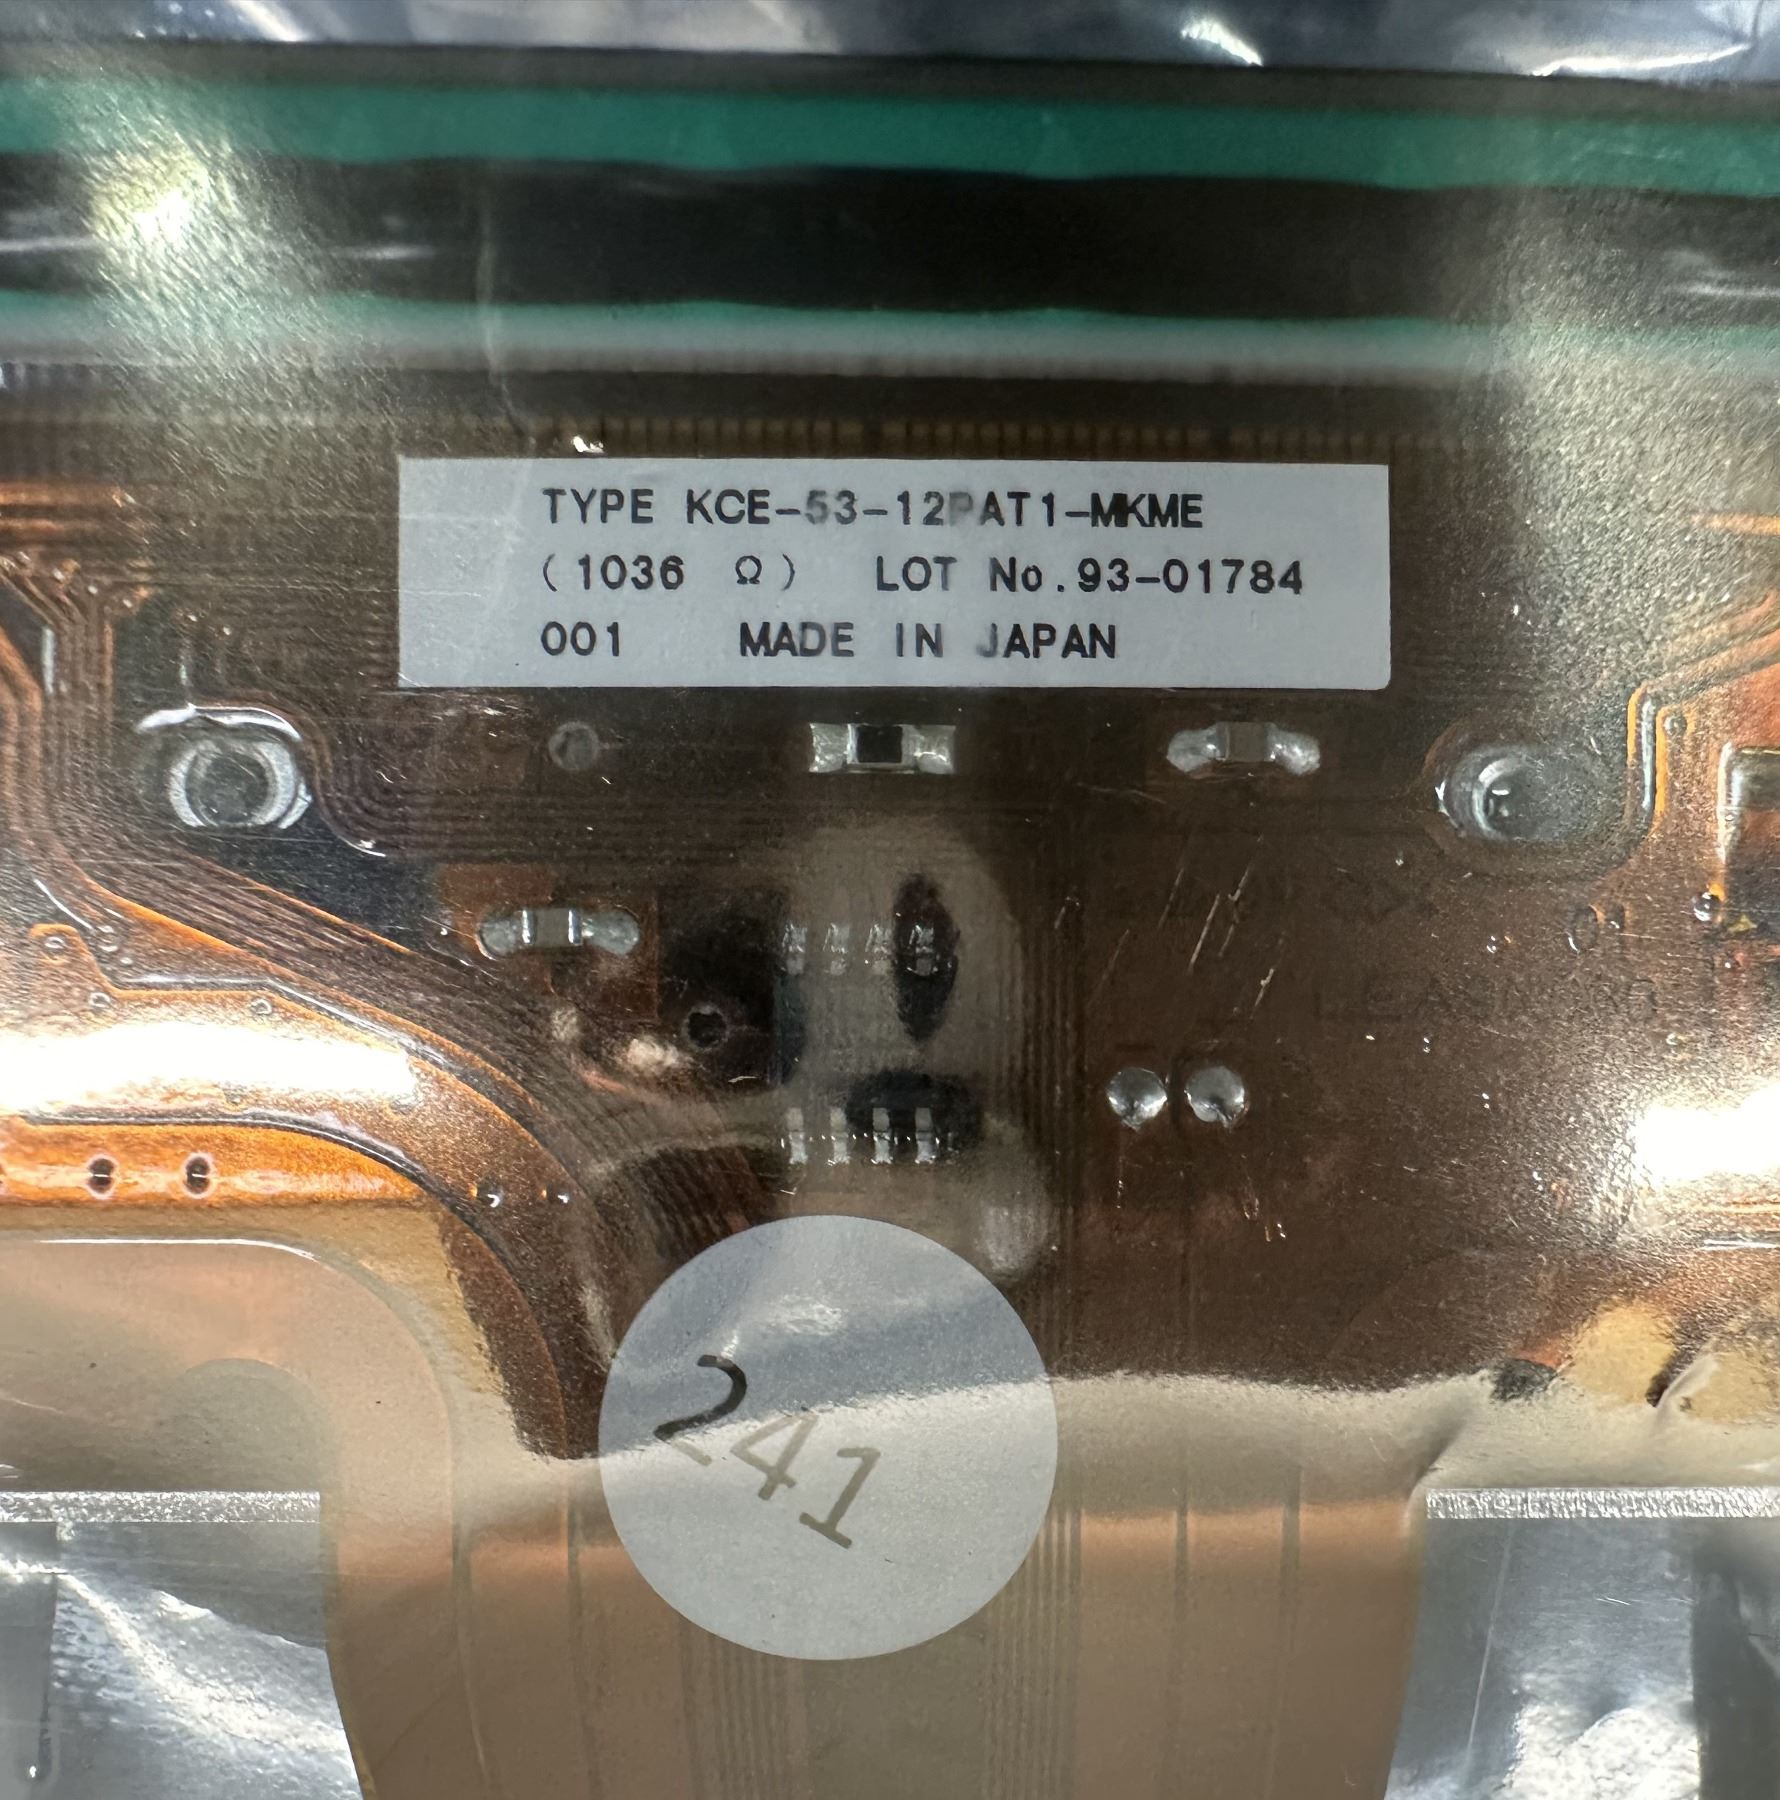 TYPE KCE-53-12PAT1-MKME
(1036 Ω) LOT No.93-01784
001 MADE IN JAPAN
241